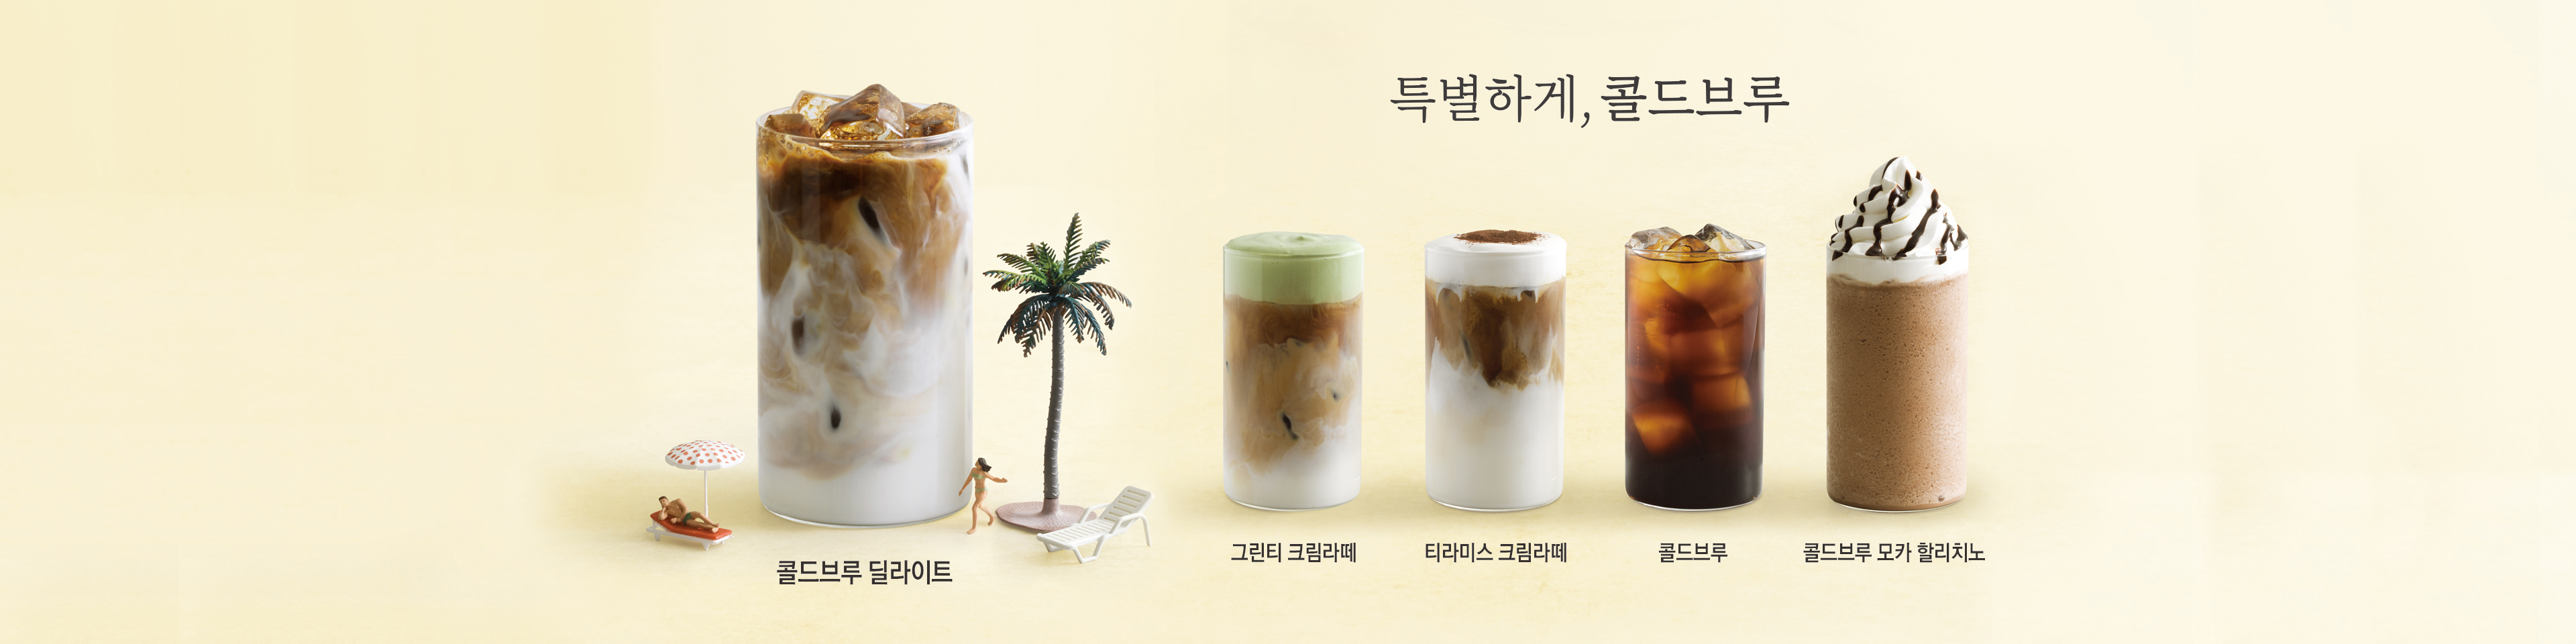 특별하게, 콜드브루
콜드브루 딜라이트
그린티 크림라떼
티라미스 크림라떼
콜드브루
콜드브루 모카 할리치노